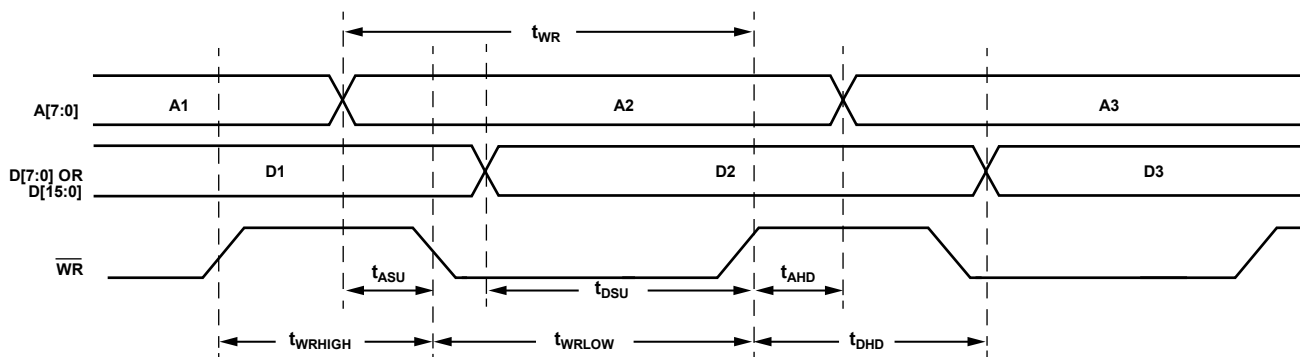 tWR
A[7:0]
A1
A2
A3
D[7:0] OR
D[15:0]
D1
D2
D3
WR
tASU
tDSU
tAHD
tWRHIGH
tWRLOW
tDHD